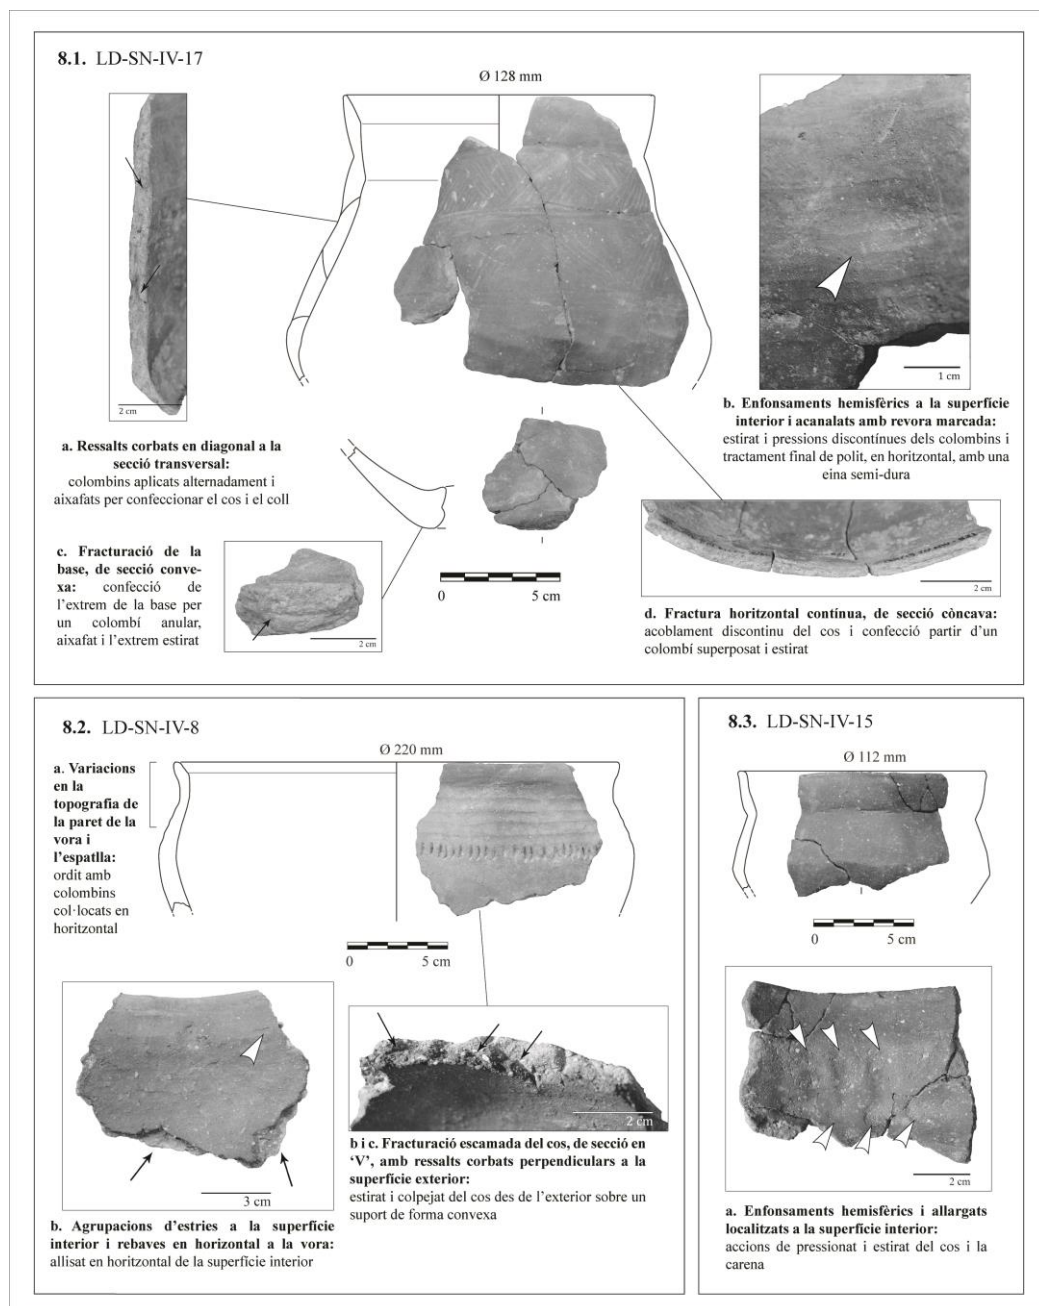 8.1. LD-SN-IV-17
Ø 128 mm
2 cm
1 cm
a. Ressalts corbats en diagonal a la
secció transversal:
colombins aplicats alternadament i
aixafats per confeccionar el cos i el coll
b. Enfonsaments hemisfèrics a la superfície
interior i acanalats amb revora marcada:
estirat i pressions discontínues dels colombins i
tractament final de polit, en horitzontal, amb una
eina semi-dura
c. Fracturació de la
base, de secció conve-
xa: confecció de
l'extrem de la base per
un colombí anular,
aixafat i l'extrem estirat
2 cm
0 5 cm
2 cm
d. Fractura horitzontal contínua, de secció còncava:
acoblament discontinu del cos i confecció partir d'un
colombí superposat i estirat
8.2. LD-SN-IV-8
Ø 220 mm
a. Variacions
en la
topografia de
la paret de la
vora i
l'espatlla:
ordit amb
colombins
col·locats en
horitzontal
0 5 cm
3 cm
b. Agrupacions d'estries a la superfície
interior i rebaves en horizontal a la vora:
allisat en horitzontal de la superfície interior
2 cm
b i c. Fracturació escamada del cos, de secció en
'V', amb ressalts corbats perpendiculars a la
superfície exterior:
estirat i colpejat del cos des de l'exterior sobre un
suport de forma convexa
8.3. LD-SN-IV-15
Ø 112 mm
0 5 cm
2 cm
a. Enfonsaments hemisfèrics i allargats
localitzats a la superfície interior:
accions de pressionat i estirat del cos i la
carena